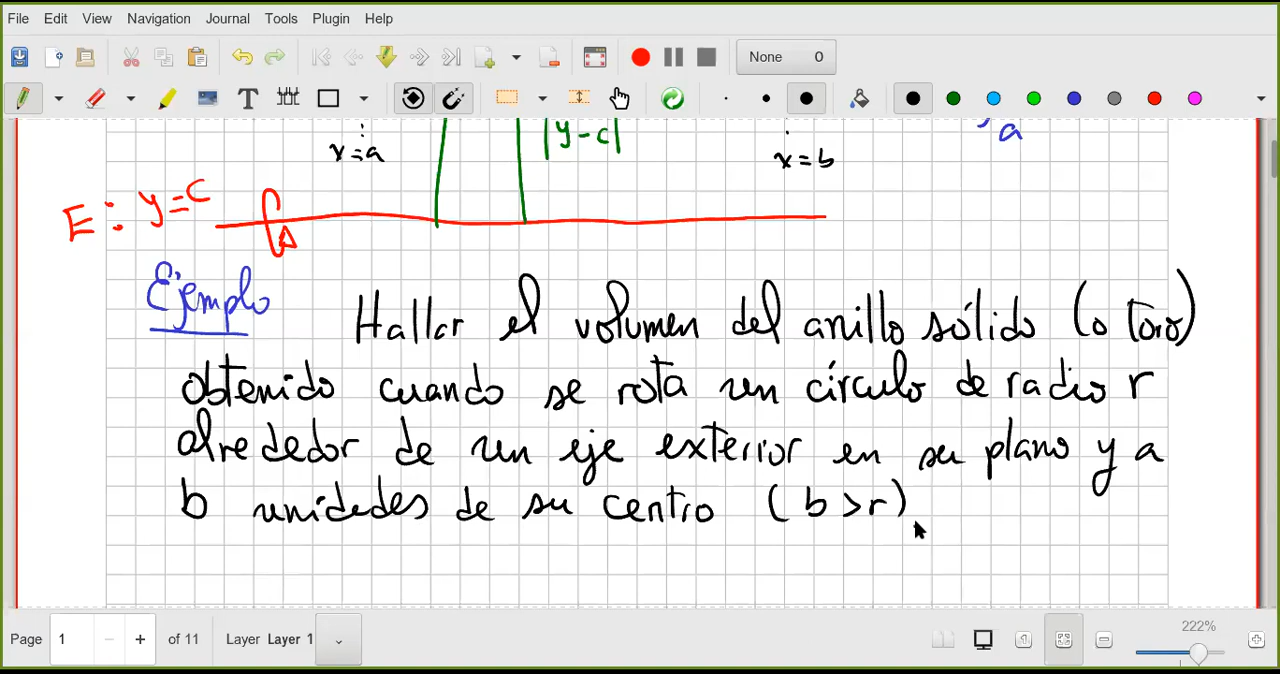 File Edit View Navigation Journal Tools Plugin Help
None 0
T
x=a
|y-c|
x=b
a
E: y=c
Ejemplo Hallar el volumen del anillo sólido (o toro)
obtenido cuando se rota un círculo de radio r
alrededor de un eje exterior en su plano y a
b unidades de su centro (b>r).
Page 1 of 11 Layer Layer 1 222%